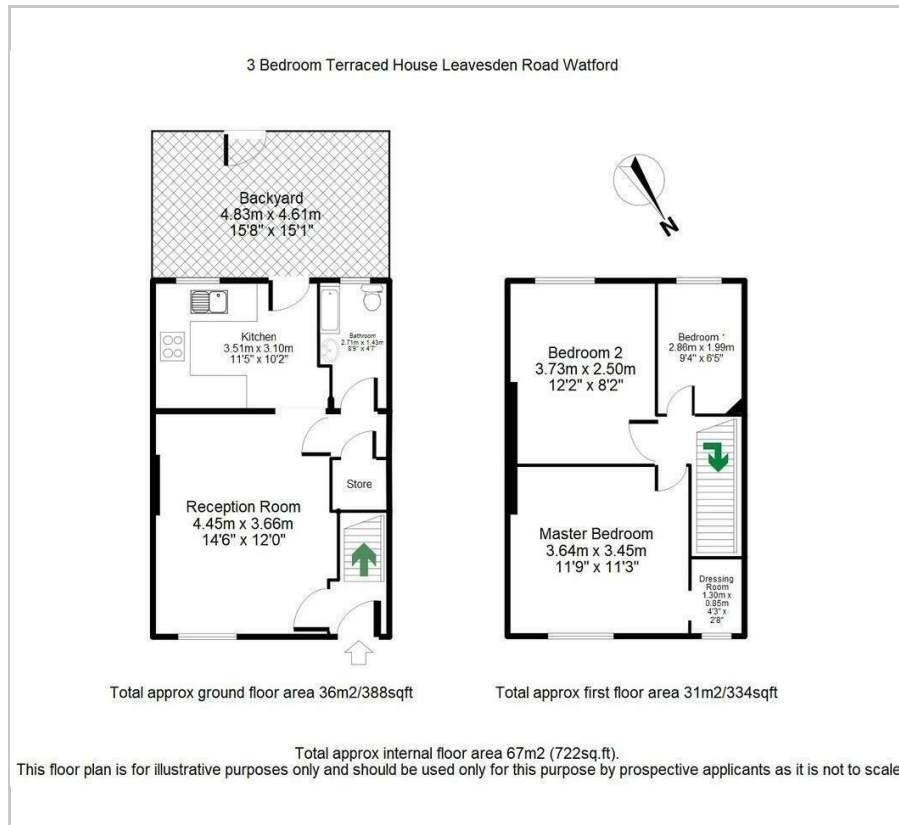 3 Bedroom Terraced House Leavesden Road Watford
Backyard
4.83m x 4.61m
15'8" x 15'1"
N
Kitchen
3.51m x 3.10m
11'5" x 10'2"
Bathroom
2.71m x 1.43m
8'9" x 4'7"
Reception Room
4.45m x 3.66m
14'6" x 12'0"
Store
Bedroom 2
3.73m x 2.50m
12'2" x 8'2"
Bedroom
2.86m x 1.99m
9'4" x 6'5"
Master Bedroom
3.64m x 3.45m
11'9" x 11'3"
Dressing
Room
1.30m x
0.85m
4'3" x
2'8"
Total approx ground floor area 36m2/388sqft
Total approx first floor area 31m2/334sqft
Total approx internal floor area 67m2 (722sq.ft).
This floor plan is for illustrative purposes only and should be used only for this purpose by prospective applicants as it is not to scale